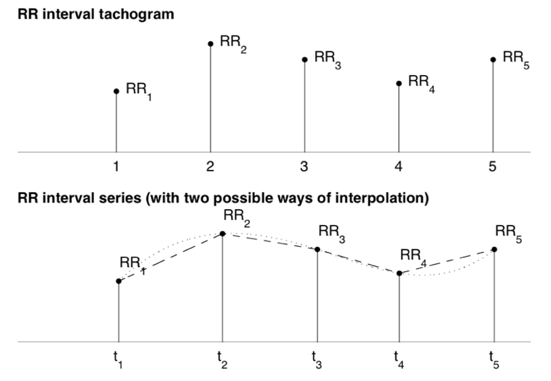 RR interval tachogram
RR₁ RR₂ RR₃ RR₄ RR₅
1 2 3 4 5
RR interval series (with two possible ways of interpolation)
RR₁ RR₂ RR₃ RR₄ RR₅
t₁ t₂ t₃ t₄ t₅